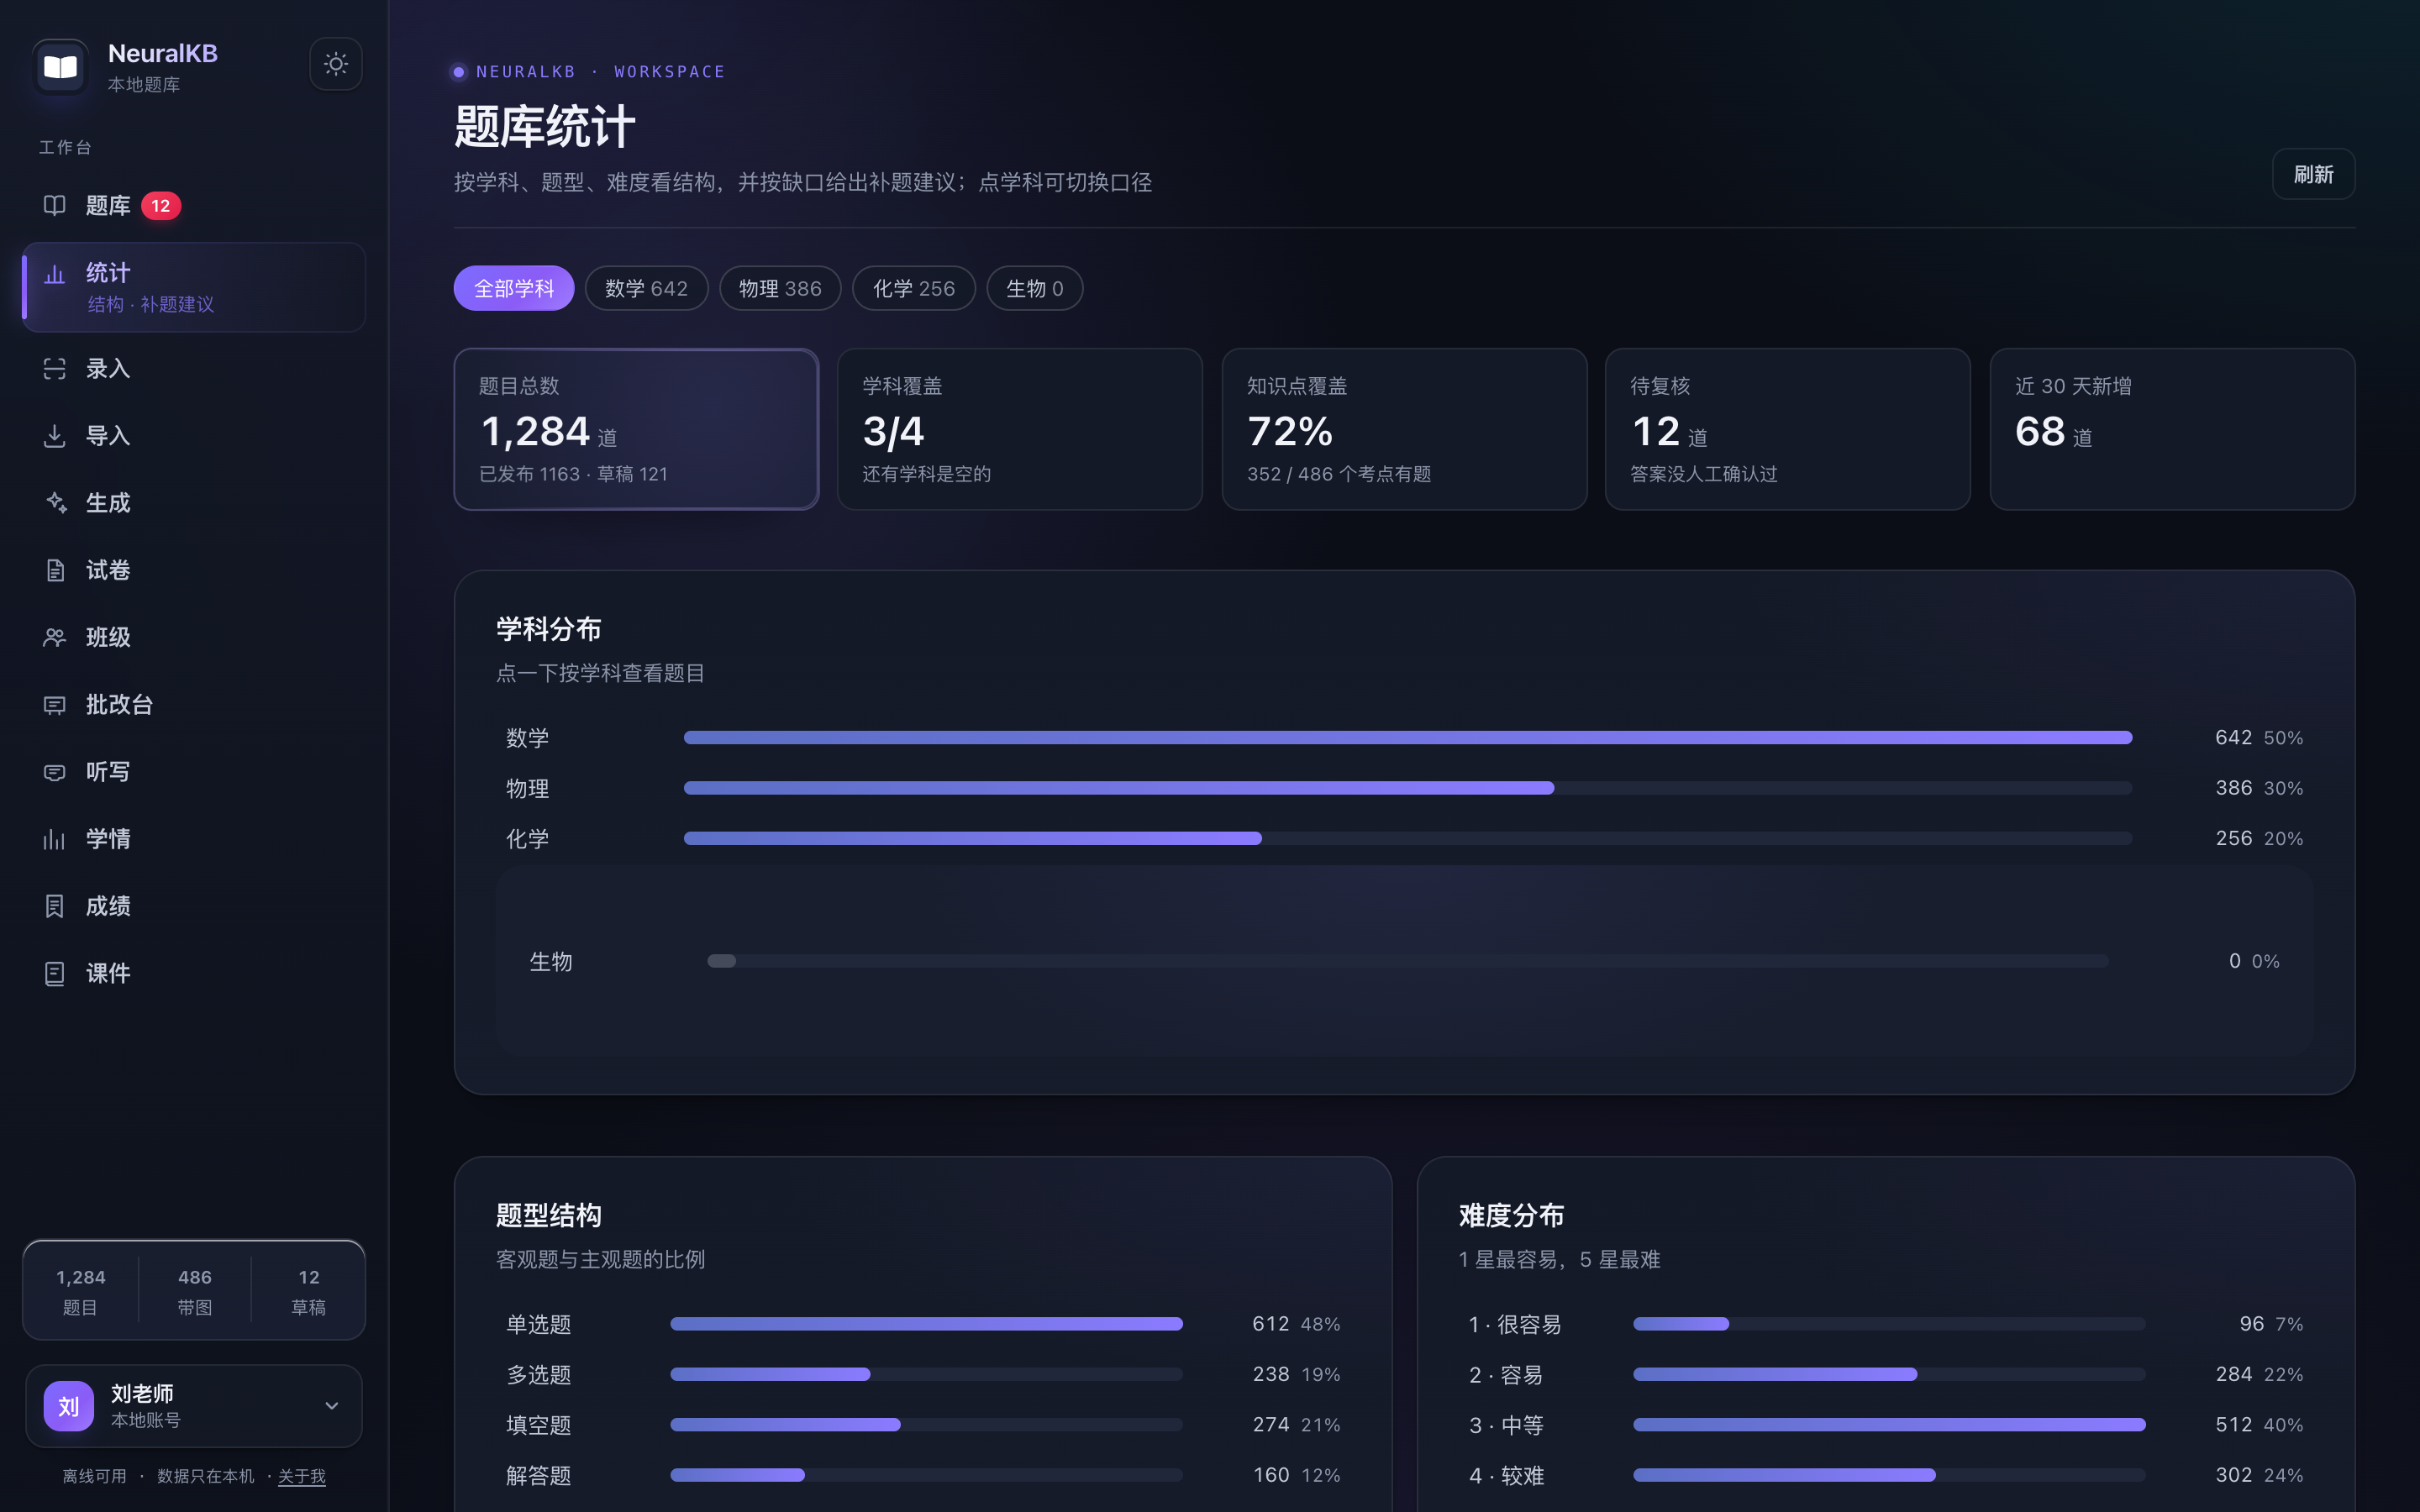 NeuralKB
本地题库
工作台
题库 12
统计
结构 · 补题建议
录入
导入
生成
试卷
班级
批改台
听写
学情
成绩
课件
1,284 486 12
题目 带图 草稿
刘 刘老师
本地账号
离线可用 · 数据只在本机 · 关于我
NEURALKB · WORKSPACE
题库统计
按学科、题型、难度看结构，并按缺口给出补题建议；点学科可切换口径
刷新
全部学科 数学 642 物理 386 化学 256 生物 0
题目总数
1,284 道
已发布 1163 · 草稿 121
学科覆盖
3/4
还有学科是空的
知识点覆盖
72%
352 / 486 个考点有题
待复核
12 道
答案没人工确认过
近 30 天新增
68 道
学科分布
点一下按学科查看题目
数学 642 50%
物理 386 30%
化学 256 20%
生物 0 0%
题型结构
客观题与主观题的比例
单选题 612 48%
多选题 238 19%
填空题 274 21%
解答题 160 12%
难度分布
1 星最容易，5 星最难
1 · 很容易 96 7%
2 · 容易 284 22%
3 · 中等 512 40%
4 · 较难 302 24%